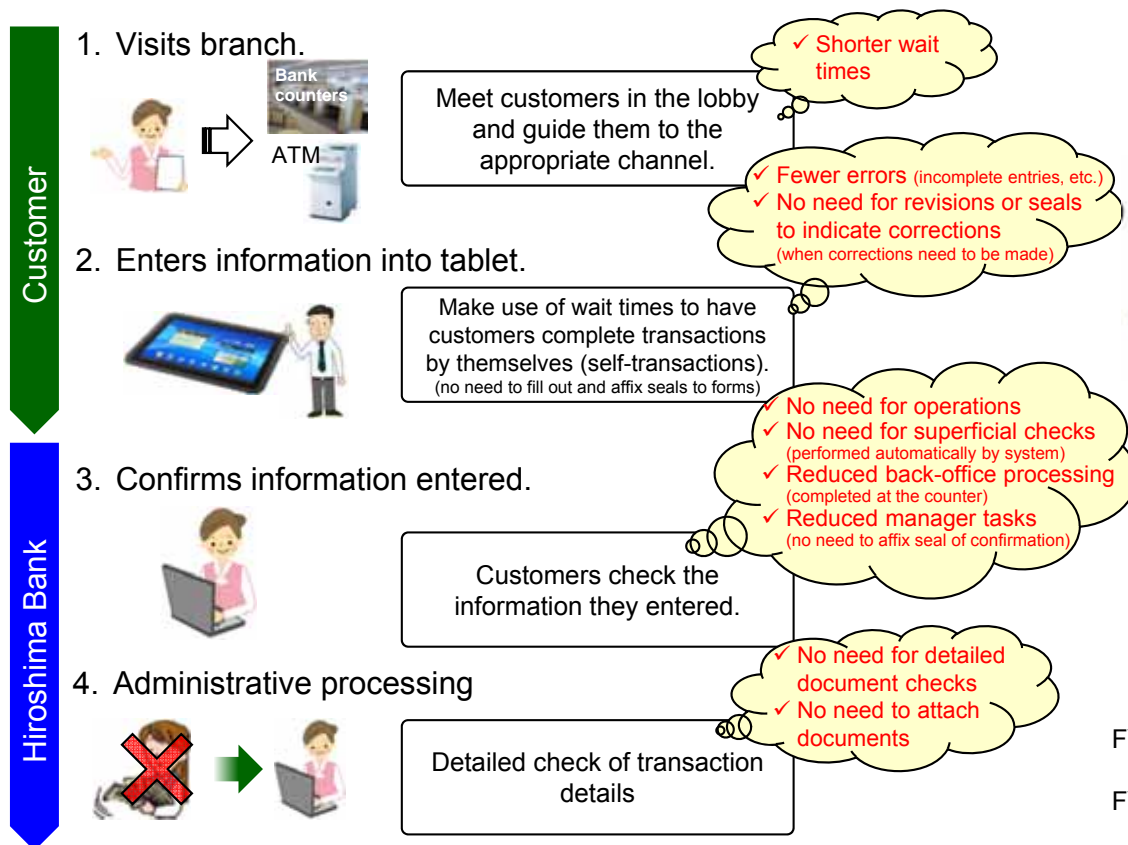 Customer
Hiroshima Bank
1. Visits branch.
Bank
counters
ATM
Meet customers in the lobby
and guide them to the
appropriate channel.
✓ Shorter wait
times
✓ Fewer errors (incomplete entries, etc.)
✓ No need for revisions or seals
to indicate corrections
(when corrections need to be made)
2. Enters information into tablet.
Make use of wait times to have
customers complete transactions
by themselves (self-transactions).
(no need to fill out and affix seals to forms)
✓ No need for operations
✓ No need for superficial checks
(performed automatically by system)
✓ Reduced back-office processing
(completed at the counter)
✓ Reduced manager tasks
(no need to affix seal of confirmation)
3. Confirms information entered.
Customers check the
information they entered.
✓ No need for detailed
document checks
✓ No need to attach
documents
4. Administrative processing
Detailed check of transaction
details
F
F